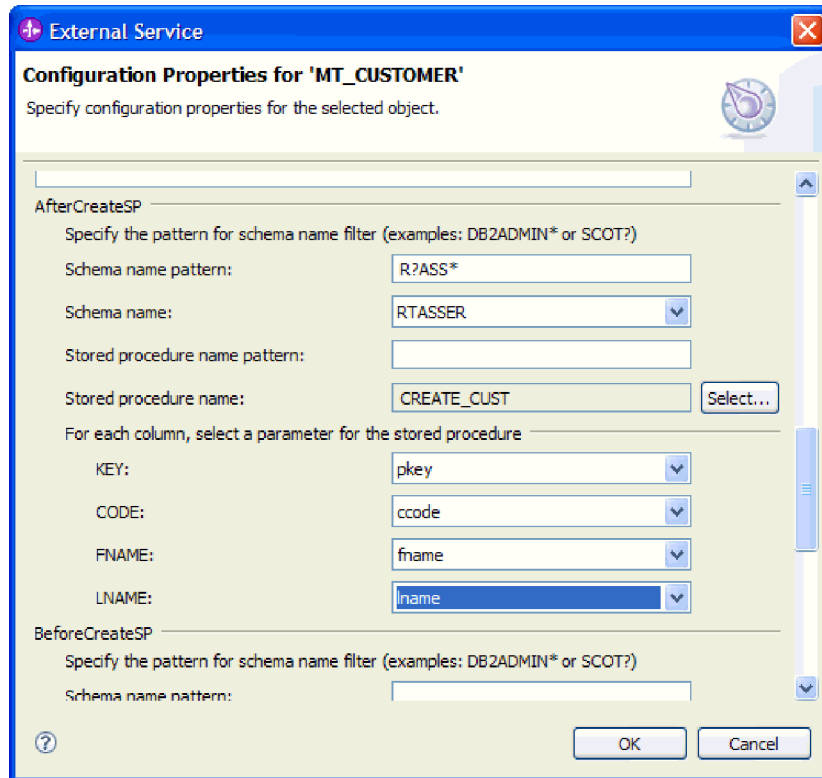 External Service
Configuration Properties for 'MT_CUSTOMER'
Specify configuration properties for the selected object.
AfterCreateSP
Specify the pattern for schema name filter (examples: DB2ADMIN* or SCOT?)
Schema name pattern: R?ASS*
Schema name: RTASSER
Stored procedure name pattern:
Stored procedure name: CREATE_CUST Select...
For each column, select a parameter for the stored procedure
KEY: pkey
CODE: ccode
FNAME: fname
LNAME: lname
BeforeCreateSP
Specify the pattern for schema name filter (examples: DB2ADMIN* or SCOT?)
Schema name pattern:
? OK Cancel